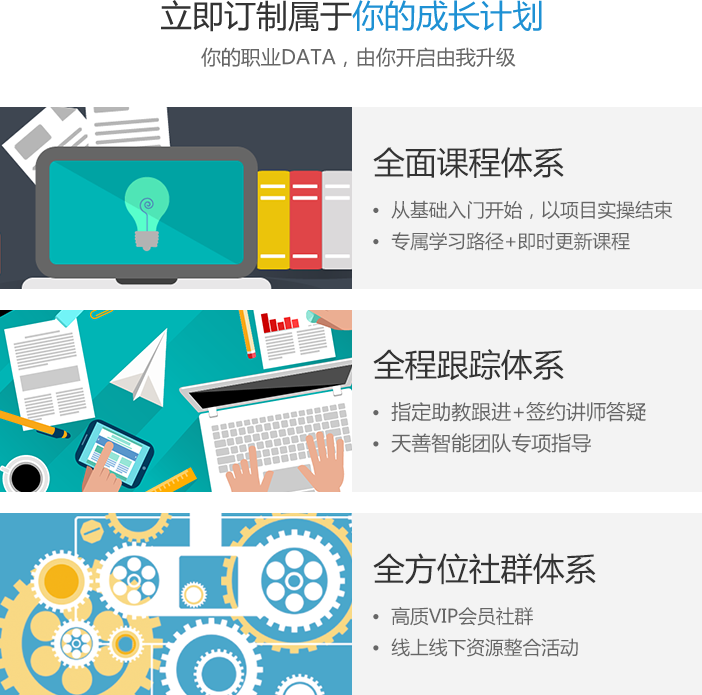 立即订制属于你的成长计划
你的职业DATA，由你开启由我升级
全面课程体系
• 从基础入门开始，以项目实操结束
• 专属学习路径+即时更新课程
全程跟踪体系
• 指定助教跟进+签约讲师答疑
• 天善智能团队专项指导
全方位社群体系
• 高质VIP会员社群
• 线上线下资源整合活动